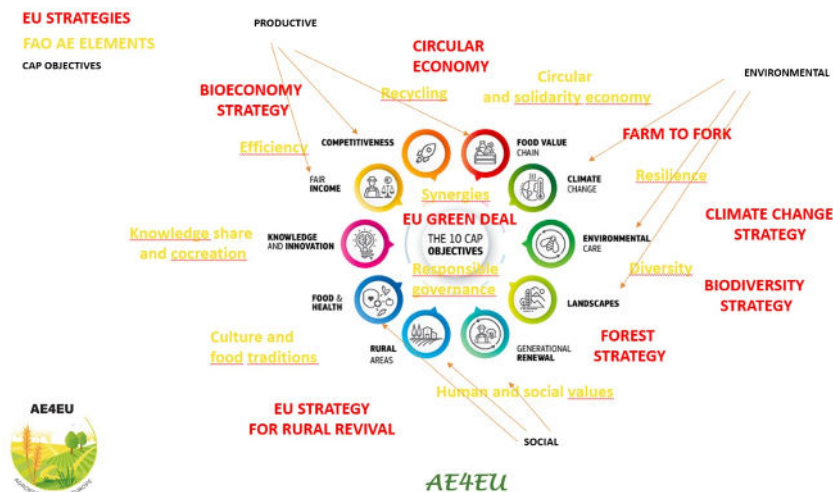 EU STRATEGIES
FAO AE ELEMENTS
CAP OBJECTIVES
PRODUCTIVE
CIRCULAR
ECONOMY
ENVIRONMENTAL
BIOECONOMY
STRATEGY
Recycling
Circular
and solidarity economy
Efficiency
COMPETITIVENESS
FOOD VALUE
CHAIN
FARM TO FORK
FAIR
INCOME
CLIMATE
CHANGE
Resilience
Synergies
EU GREEN DEAL
THE 10 CAP
OBJECTIVES
Knowledge share
and cocreation
KNOWLEDGE
AND INNOVATION
ENVIRONMENTAL
CARE
CLIMATE CHANGE
STRATEGY
Responsible
governance
Diversity
BIODIVERSITY
STRATEGY
FOOD &
HEALTH
LANDSCAPES
Culture and
food traditions
RURAL
AREAS
GENERATIONAL
RENEWAL
FOREST
STRATEGY
Human and social values
EU STRATEGY
FOR RURAL REVIVAL
SOCIAL
AE4EU
AE4EU